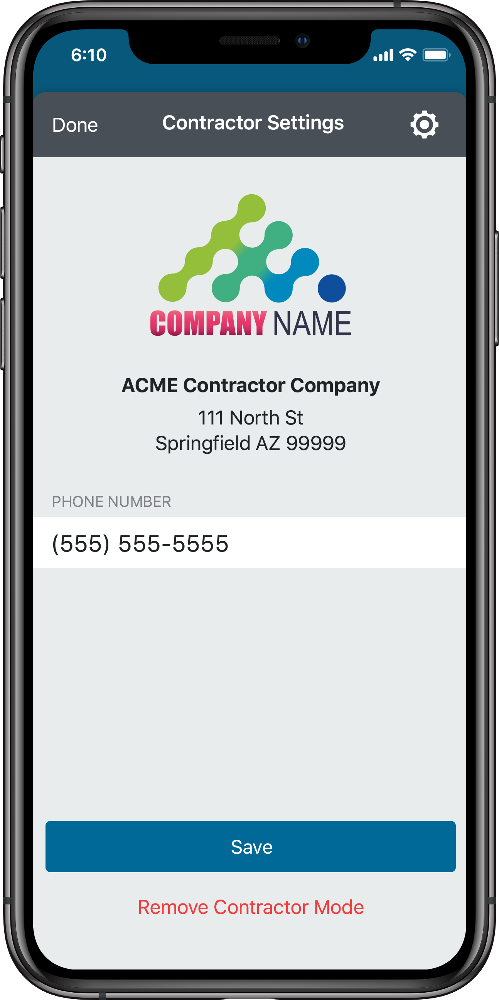 6:10
Done
Contractor Settings
COMPANY NAME
ACME Contractor Company
111 North St
Springfield AZ 99999
PHONE NUMBER
(555) 555-5555
Save
Remove Contractor Mode